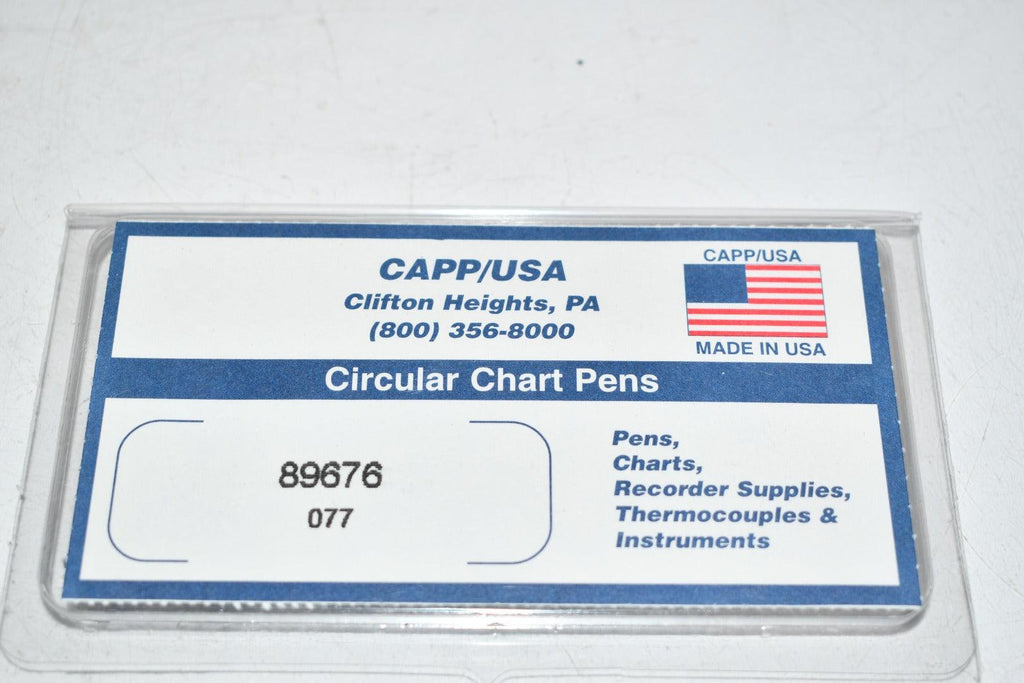 CAPP/USA
Clifton Heights, PA
(800) 356-8000
CAPP/USA
MADE IN USA
Circular Chart Pens
89676
077
Pens,
Charts,
Recorder Supplies,
Thermocouples &
Instruments